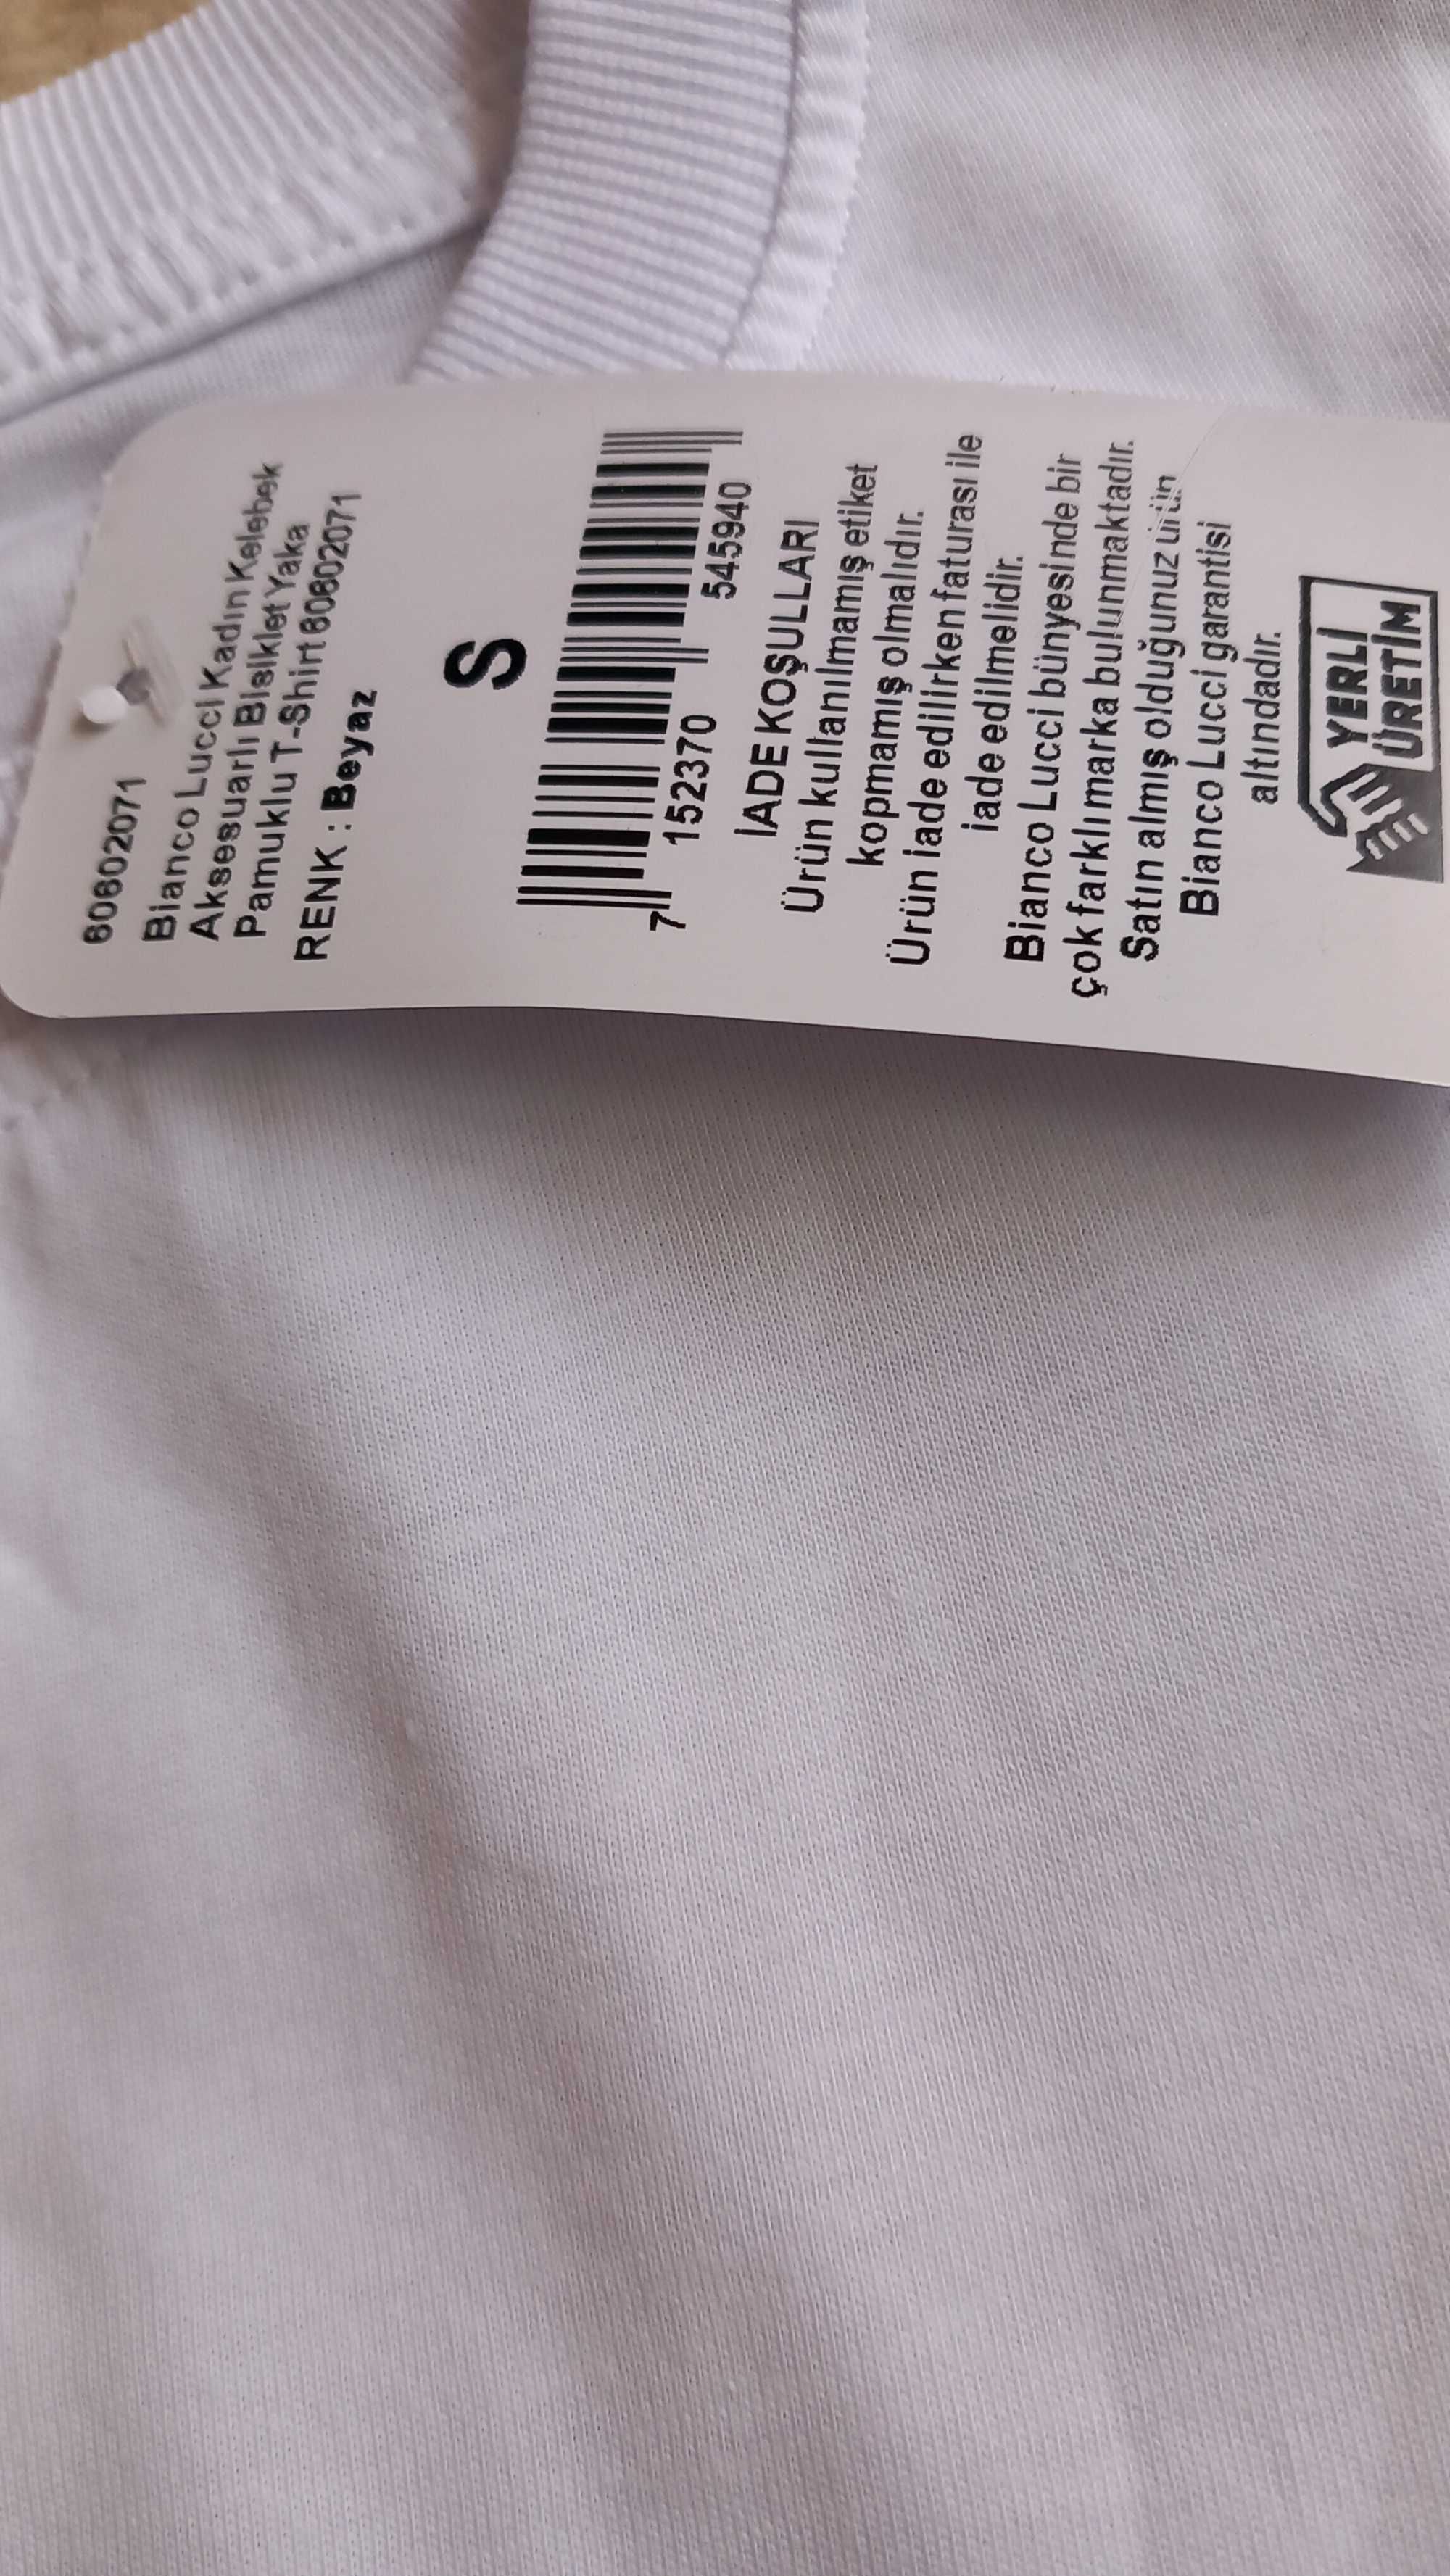 60602071
Bianco Lucci Kadın Kelebek
Aksesuarlı Bisiklet Yaka
Pamuklu T-Shirt 60602071
RENK : Beyaz
S
7 152370 545940
İADE KOŞULLARI
Ürün kullanılmamış etiket
kopmamış olmalıdır.
Ürün iade edilirken faturası ile
iade edilmelidir.
Bianco Lucci bünyesinde bir
çok farklı marka bulunmaktadır.
Satın almış olduğunuz ürün
Bianco Lucci garantisi
altındadır.
YERLİ
ÜRETİM